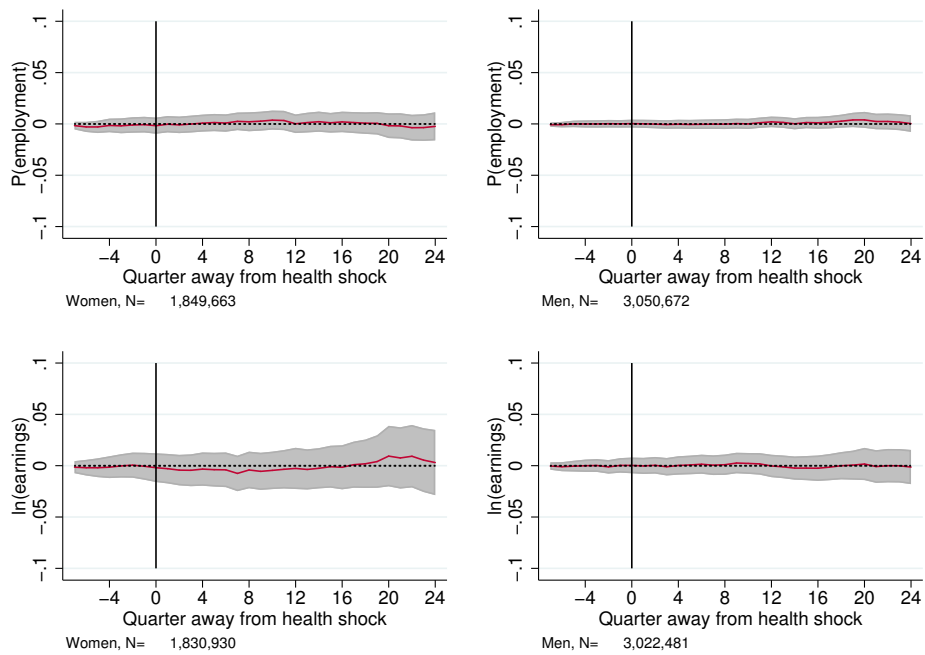 .1
.05
0
−.05
−.1
P(employment)
−4 0 4 8 12 16 20 24
Quarter away from health shock
Women, N= 1,849,663
.1
.05
0
−.05
−.1
P(employment)
−4 0 4 8 12 16 20 24
Quarter away from health shock
Men, N= 3,050,672
.1
.05
0
−.05
−.1
ln(earnings)
−4 0 4 8 12 16 20 24
Quarter away from health shock
Women, N= 1,830,930
.1
.05
0
−.05
−.1
ln(earnings)
−4 0 4 8 12 16 20 24
Quarter away from health shock
Men, N= 3,022,481